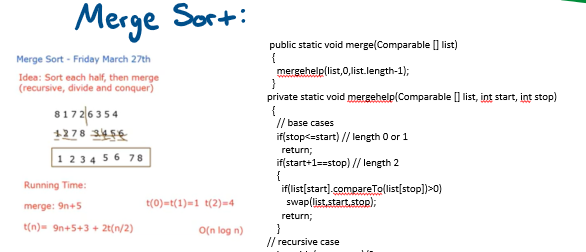 Merge Sort:
Merge Sort - Friday March 27th
Idea: Sort each half, then merge
(recursive, divide and conquer)
8 1 7 2 6 3 5 4
1 2 7 8 3 4 5 6
1 2 3 4 5 6 7 8
Running Time:
merge: 9n+5
t(0)=t(1)=1 t(2)=4
t(n)= 9n+5+3 + 2t(n/2)
O(n log n)
public static void merge(Comparable [] list)
{
mergehelp(list,0,list.length-1);
}
private static void mergehelp(Comparable [] list, int start, int stop)
{
// base cases
if(stop<=start) // length 0 or 1
return;
if(start+1==stop) // length 2
{
if(list[start].compareTo(list[stop])>0)
swap(list,start,stop);
return;
}
// recursive case